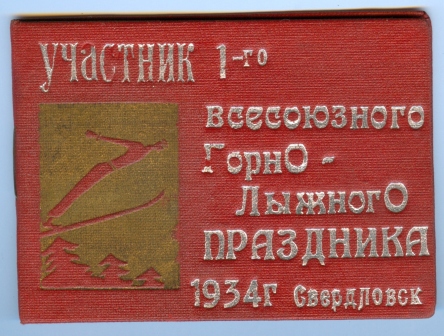 УЧАСТНИК 1-го
ВСЕСОЮЗНОГО
ГОРНО-
ЛЫЖНОГО
ПРАЗДНИКА
1934г Свердловск